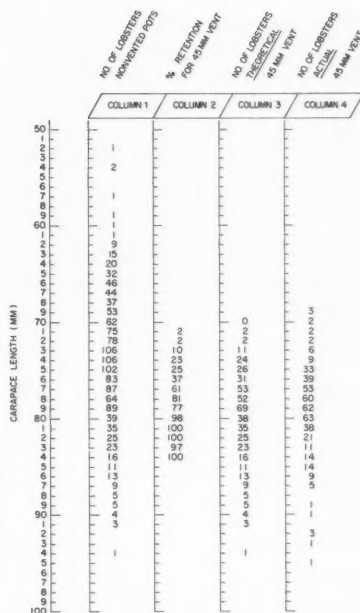 NO. OF LOBSTERS
NONVENTED POTS
% RETENTION
FOR 45 MM VENT
NO. OF LOBSTERS
THEORETICAL
45 MM VENT
NO. OF LOBSTERS
ACTUAL
45 MM VENT
COLUMN 1 COLUMN 2 COLUMN 3 COLUMN 4
CARAPACE LENGTH (MM)
50
1
2 1
3
4 2
5
6
7 1
8
9 1
60 1
1 1
2 9
3 15
4 20
5 32
6 46
7 44
8 37
9 53 3
70 62 0 2
1 75 2 2 2
2 78 2 2 2
3 106 10 11 6
4 106 23 24 9
5 102 25 26 33
6 83 37 31 39
7 87 61 53 53
8 64 81 52 60
9 89 77 69 62
80 39 98 38 63
1 35 100 35 38
2 25 100 25 21
3 23 97 23 11
4 16 100 16 14
5 11 11 14
6 13 13 9
7 9 9 5
8 5 5
9 5 5 1
90 4 4 1
1 3 3
2 3
3 1
4 1 1
5 1
6
7
8
9
100